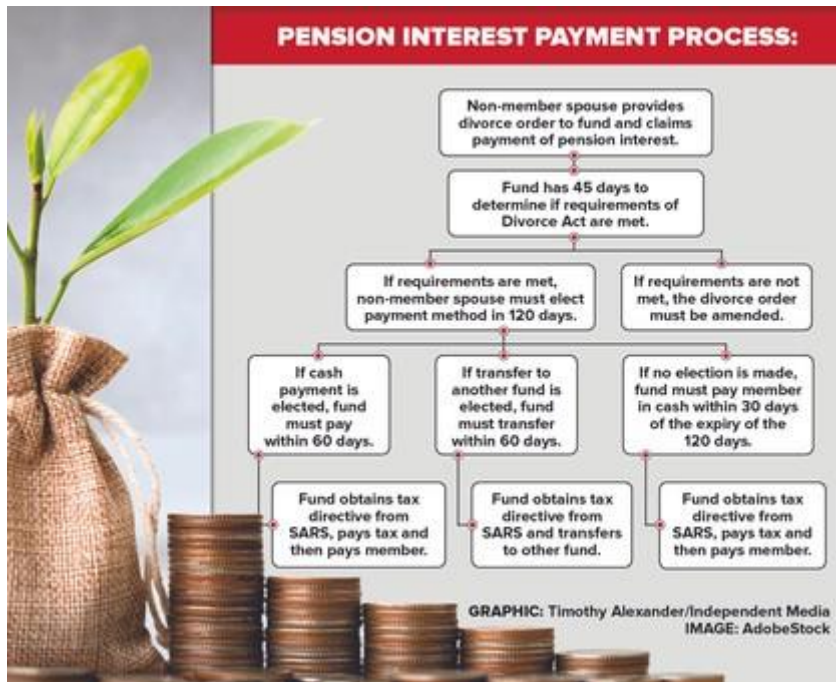 PENSION INTEREST PAYMENT PROCESS:
Non-member spouse provides
divorce order to fund and claims
payment of pension interest.
Fund has 45 days to
determine if requirements of
Divorce Act are met.
If requirements are met,
non-member spouse must elect
payment method in 120 days.
If requirements are not
met, the divorce order
must be amended.
If cash
payment is
elected, fund
must pay
within 60 days.
If transfer to
another fund is
elected, fund
must transfer
within 60 days.
If no election is made,
fund must pay member
in cash within 30 days
of the expiry of the
120 days.
Fund obtains tax
directive from
SARS, pays tax and
then pays member.
Fund obtains tax
directive from
SARS and transfers
to other fund.
Fund obtains tax
directive from
SARS, pays tax and
then pays member.
GRAPHIC: Timothy Alexander/Independent Media
IMAGE: AdobeStock